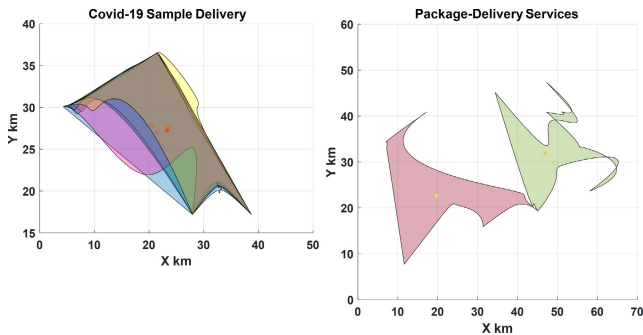 Covid-19 Sample Delivery
40
35
30
25
20
15
0 10 20 30 40 50
Y km
X km
Package-Delivery Services
60
50
40
30
20
10
0
0 10 20 30 40 50 60 70
Y km
X km